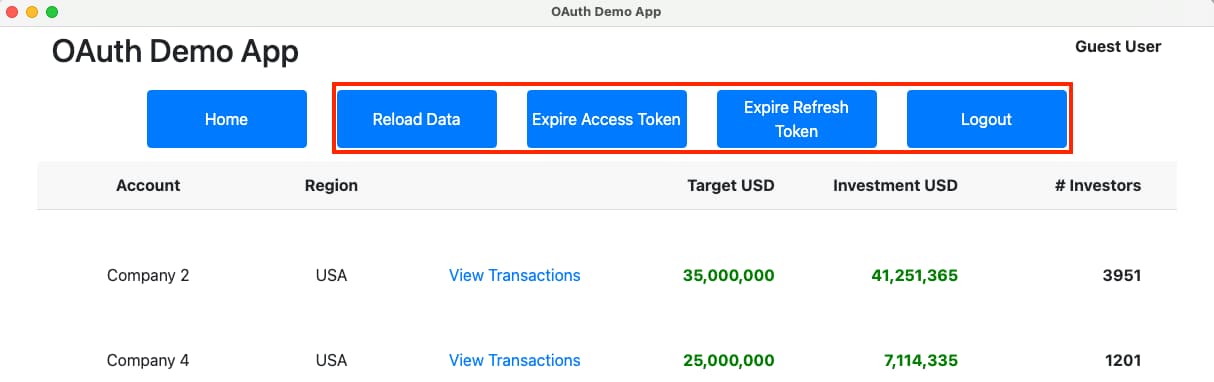 OAuth Demo App
OAuth Demo App
Guest User
Home
Reload Data
Expire Access Token
Expire Refresh
Token
Logout
Account Region Target USD Investment USD # Investors
Company 2 USA View Transactions 35,000,000 41,251,365 3951
Company 4 USA View Transactions 25,000,000 7,114,335 1201